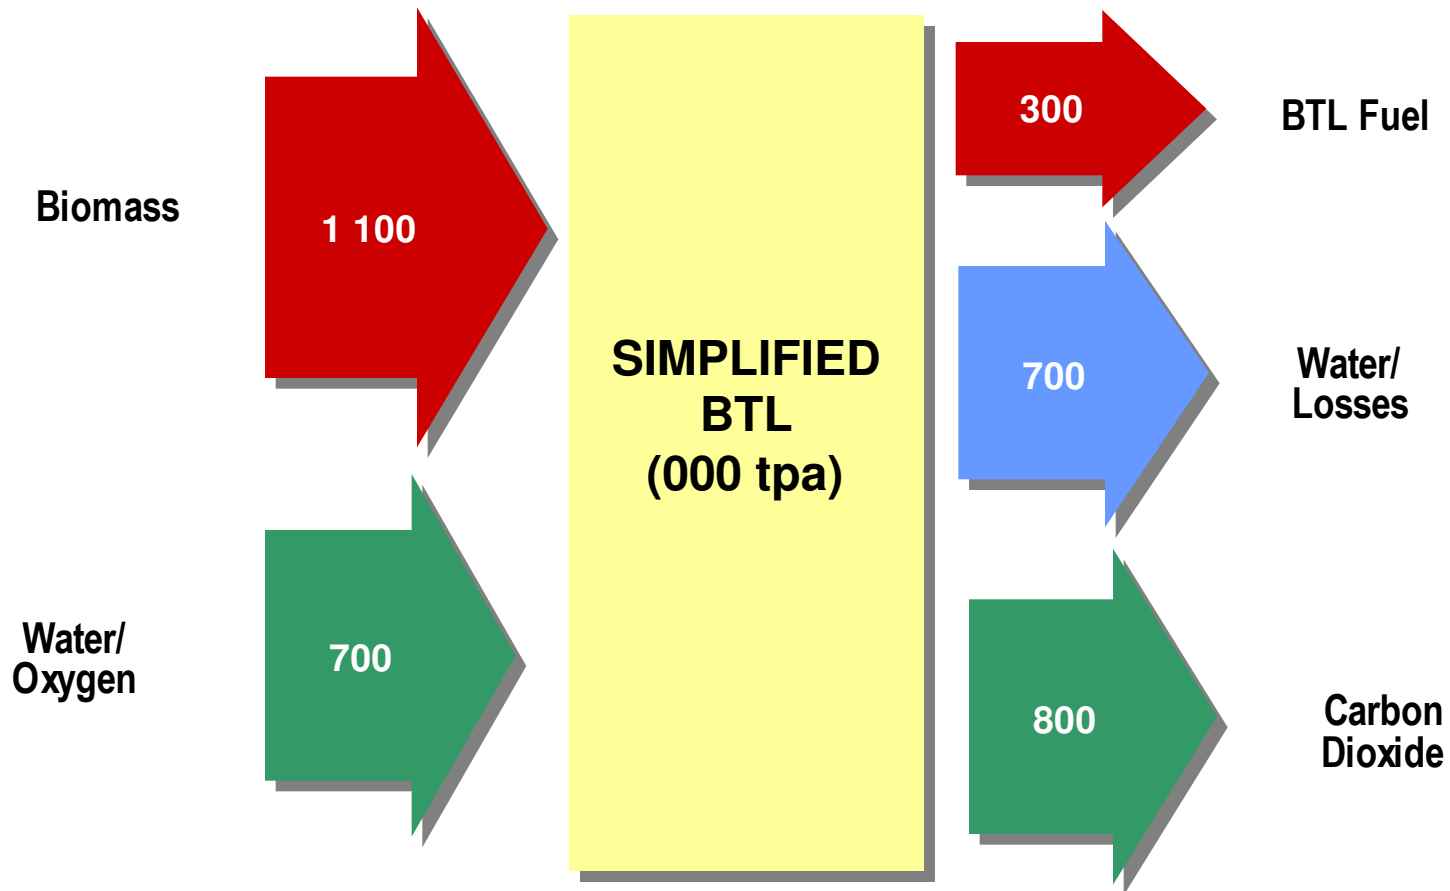 Biomass
1 100
Water/
Oxygen
700
SIMPLIFIED
BTL
(000 tpa)
300
BTL Fuel
700
Water/
Losses
800
Carbon
Dioxide